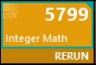 5799
Integer Math
RERUN